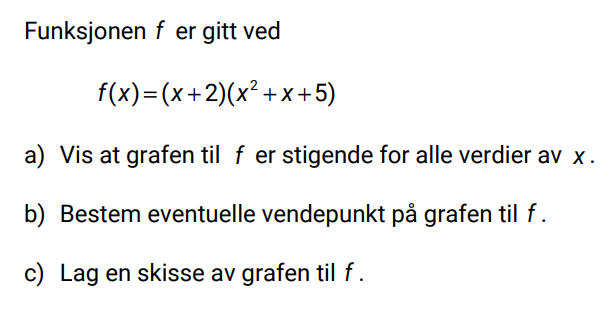 Funksjonen f er gitt ved
f(x)=(x+2)(x²+x+5)
a) Vis at grafen til f er stigende for alle verdier av x.
b) Bestem eventuelle vendepunkt på grafen til f.
c) Lag en skisse av grafen til f.